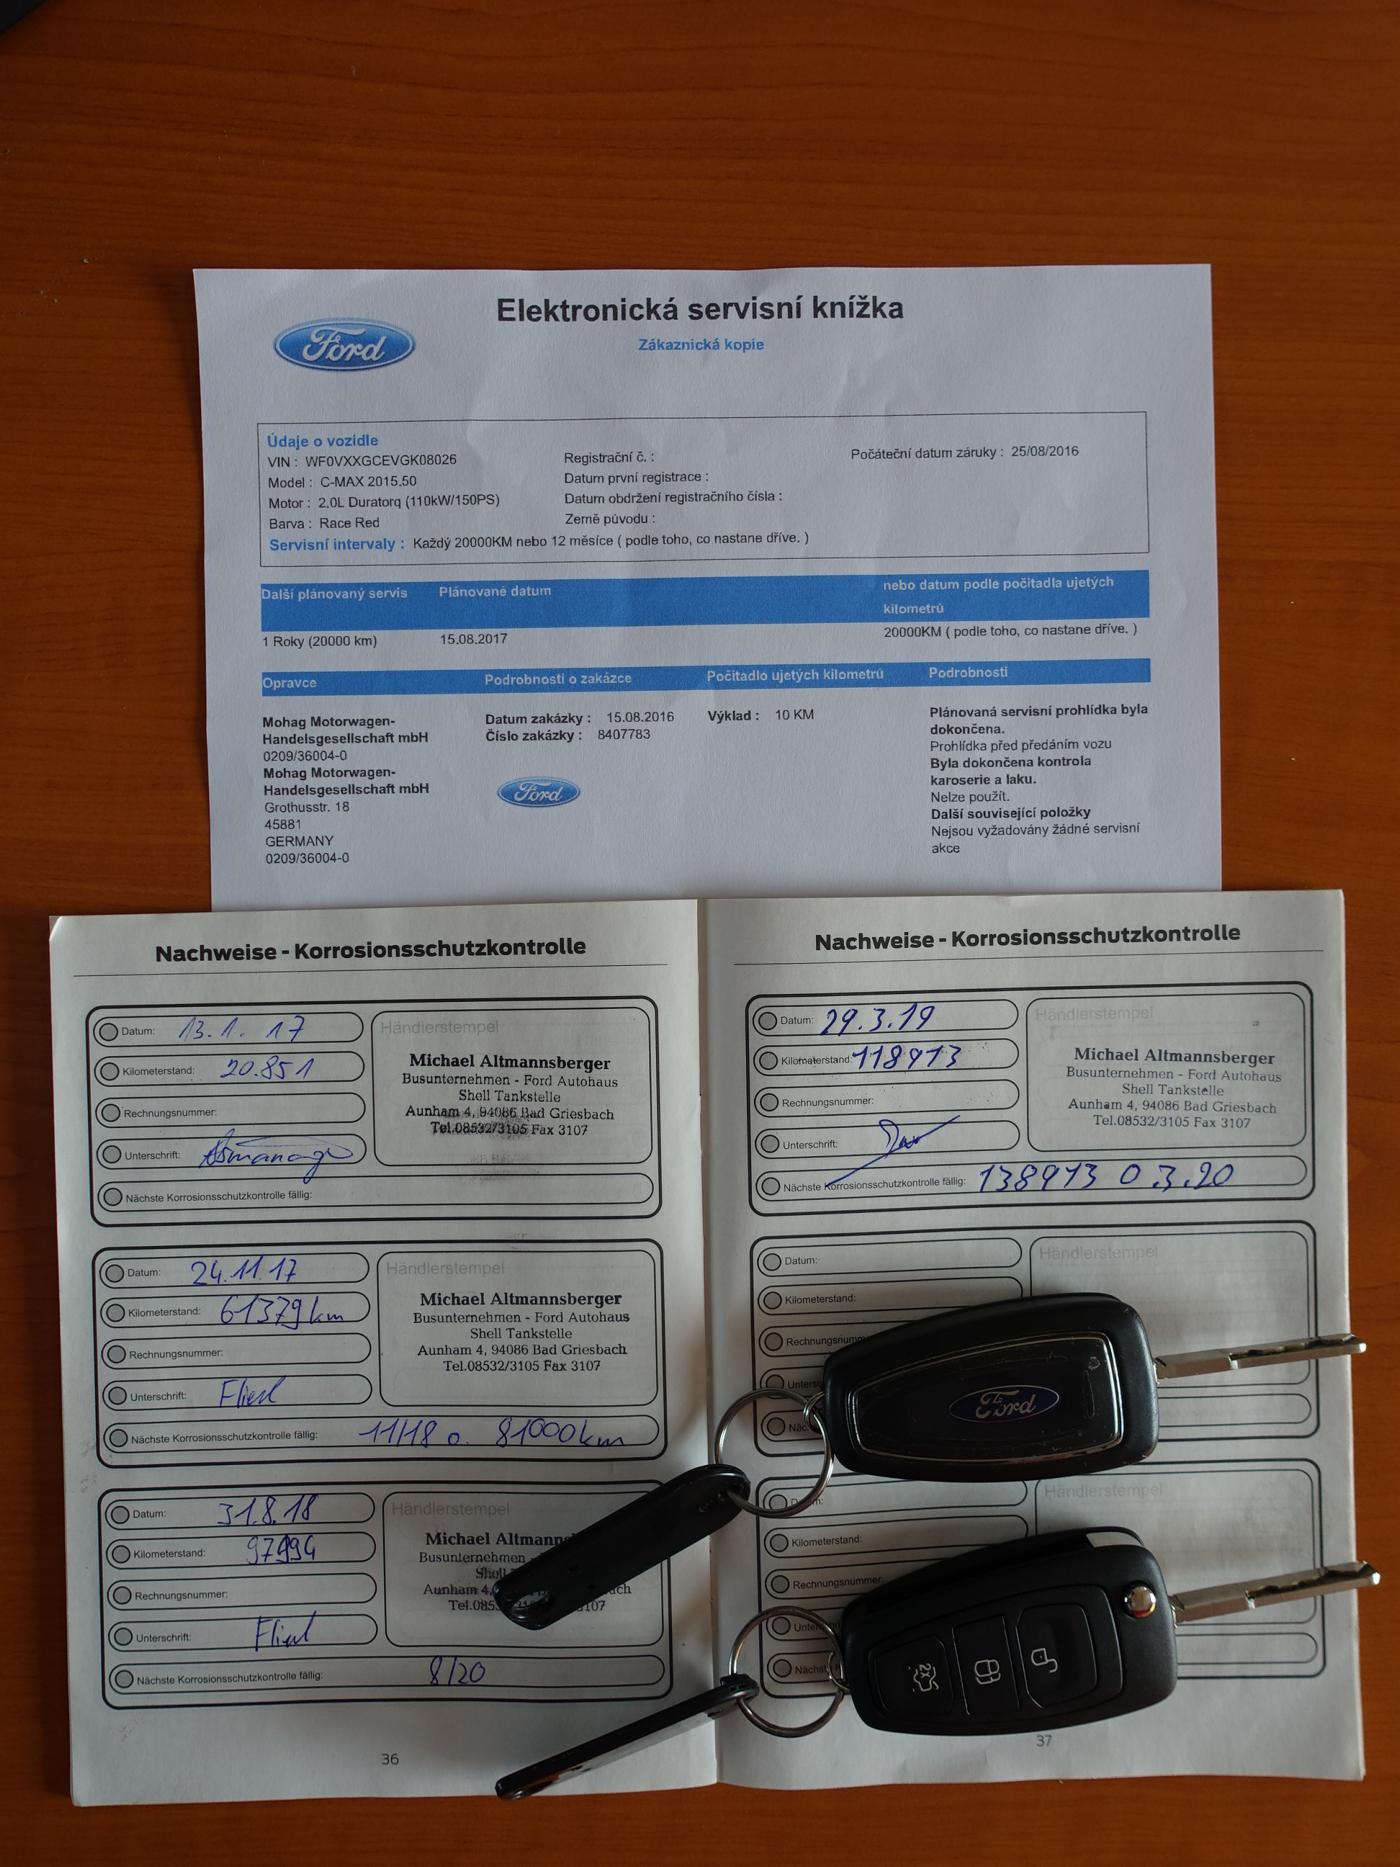 Elektronická servisní knížka
Zákaznická kopie
Ford
Údaje o vozidle
VIN : WF0VXXGCEVGK08026
Model : C-MAX 2015.50
Motor : 2,0L Duratorq (110kW/150PS)
Barva : Race Red
Registrační č. :
Datum první registrace :
Datum obdržení registračního čísla :
Země původu :
Počáteční datum záruky : 25/08/2016
Servisní intervaly : Každý 20000KM nebo 12 měsíce ( podle toho, co nastane dříve. )
Další plánovaný servis Plánované datum nebo datum podle počitadla ujetých
kilometrů
1 Roky (20000 km) 15.08.2017 20000KM ( podle toho, co nastane dříve. )
Opravce Podrobnosti o zakázce Počitadlo ujetých kilometrů Podrobnosti
Mohag Motorwagen-
Handelsgesellschaft mbH
0209/36004-0
Mohag Motorwagen-
Handelsgesellschaft mbH
Grothusstr. 18
45881
GERMANY
0209/36004-0
Datum zakázky : 15.08.2016
Číslo zakázky : 8407783
Ford
Výklad : 10 KM
Plánovaná servisní prohlídka byla
dokončena.
Prohlídka před předáním vozu
Byla dokončena kontrola
karoserie a laku.
Nelze použít.
Další související položky
Nejsou vyžadovány žádné servisní
akce
Nachweise - Korrosionsschutzkontrolle
Datum: 13.1.17
Kilometerstand: 20.851
Rechnungsnummer:
Unterschrift:
Nächste Korrosionsschutzkontrolle fällig:
Händlerstempel
Michael Altmannsberger
Busunternehmen - Ford Autohaus
Shell Tankstelle
Aunham 4, 94086 Bad Griesbach
Tel.08532/3105 Fax 3107
Datum: 24.11.17
Kilometerstand: 61379km
Rechnungsnummer:
Unterschrift:
Nächste Korrosionsschutzkontrolle fällig: 11/18 o. 81000km
Händlerstempel
Michael Altmannsberger
Busunternehmen - Ford Autohaus
Shell Tankstelle
Aunham 4, 94086 Bad Griesbach
Tel.08532/3105 Fax 3107
Datum: 31.8.18
Kilometerstand: 97994
Rechnungsnummer:
Unterschrift:
Nächste Korrosionsschutzkontrolle fällig: 8/20
Händlerstempel
Michael
Busunternehmen
Aunham 4,
36
Nachweise - Korrosionsschutzkontrolle
Datum: 29.3.19
Kilometerstand: 118973
Rechnungsnummer:
Unterschrift:
Nächste Korrosionsschutzkontrolle fällig: 138973 o 3.20
Händlerstempel
Michael Altmannsberger
Busunternehmen - Ford Autohaus
Shell Tankstelle
Aunham 4, 94086 Bad Griesbach
Tel.08532/3105 Fax 3107
Datum:
Kilometerstand:
Händlerstempel
Ford
Kilometerstand:
Rechnungsnummer:
Händlerstempel
2x
37